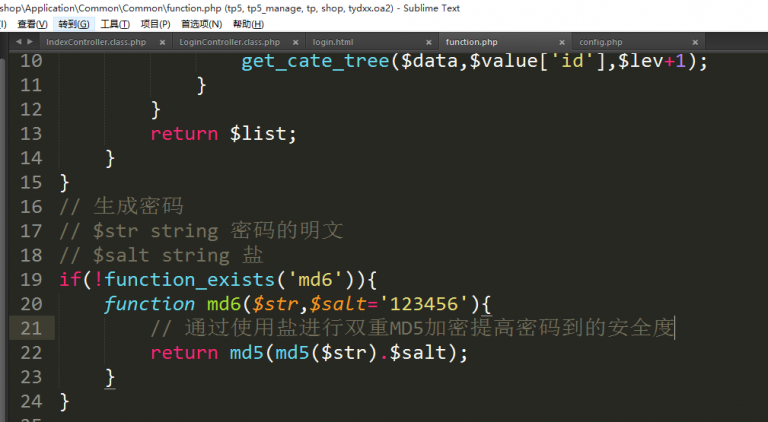 shop\Application\Common\Common\function.php (tp5, tp5_manage, tp, shop, tydxx.oa2) - Sublime Text
(I) 查看(V) 转到(G) 工具(T) 项目(P) 首选项(N) 帮助(H)
IndexController.class.php LoginController.class.php login.html function.php config.php
10 get_cate_tree($data,$value['id'],$lev+1);
11 }
12 }
13 return $list;
14 }
15 }
16 // 生成密码
17 // $str string 密码的明文
18 // $salt string 盐
19 if(!function_exists('md6')){
20 function md6($str,$salt='123456'){
21 // 通过使用盐进行双重MD5加密提高密码到的安全度
22 return md5(md5($str).$salt);
23 }
24 }